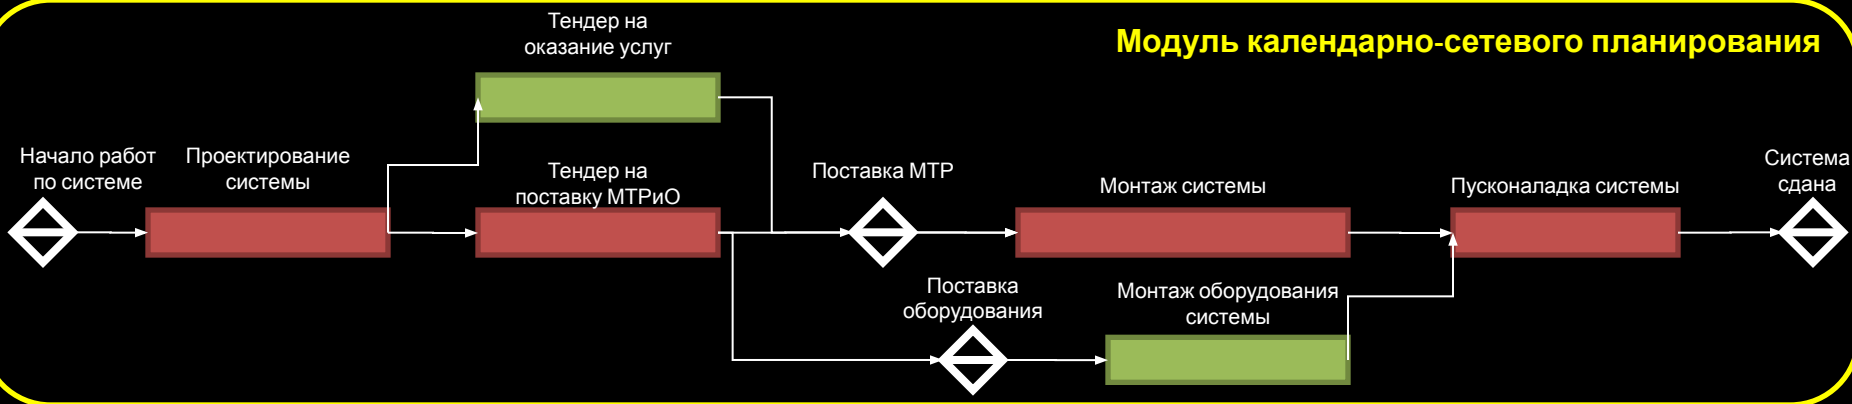 Модуль календарно-сетевого планирования
Тендер на
оказание услуг
Начало работ
по системе
Проектирование
системы
Тендер на
поставку МТРиО
Поставка МТР
Монтаж системы
Пусконаладка системы
Система
сдана
Поставка
оборудования
Монтаж оборудования
системы